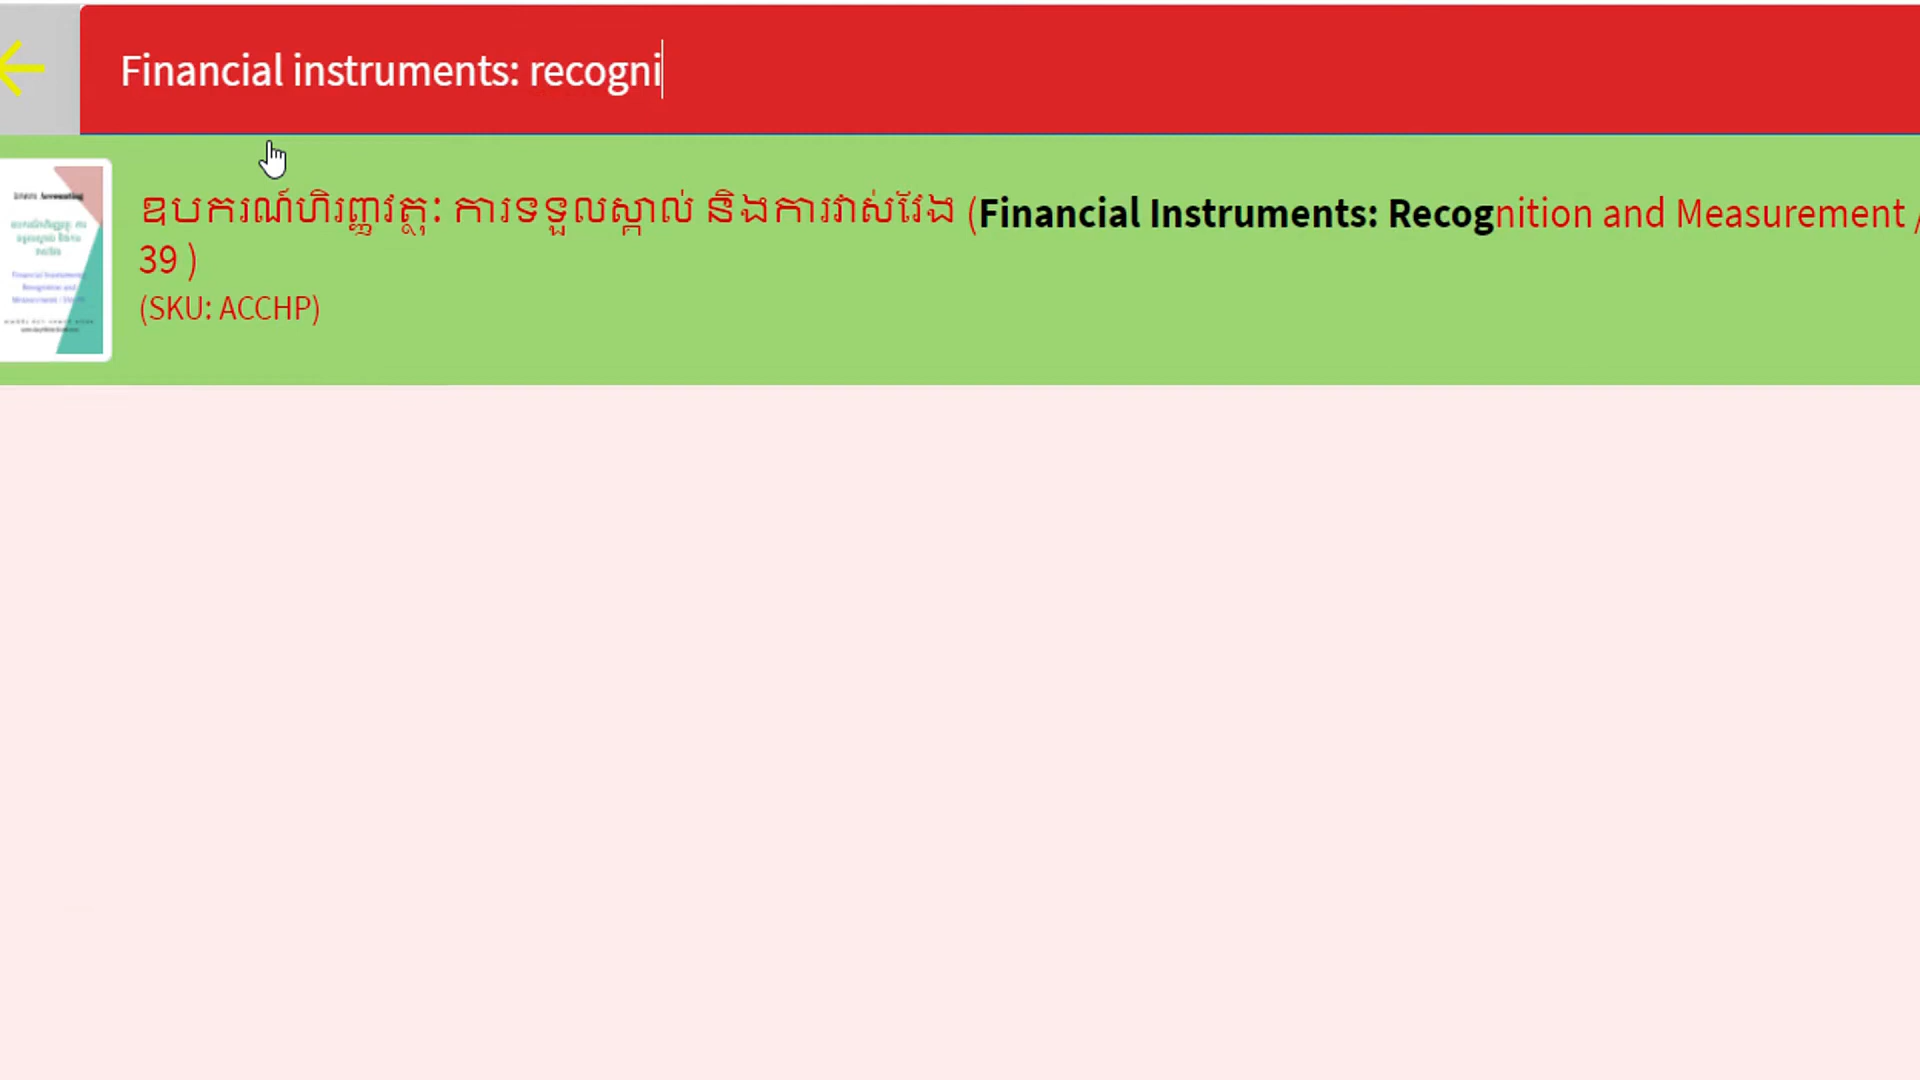 Financial instruments: recogni
ឧបករណ៍ហិរញ្ញវត្ថុ: ការទទួលស្គាល់ និងការវាស់វែង (Financial Instruments: Recognition and Measurement /
39 )
(SKU: ACCHP)